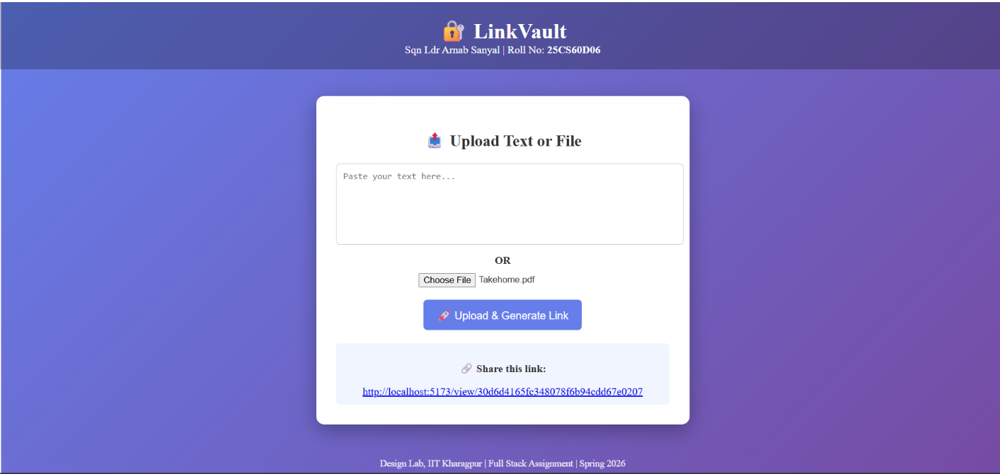 LinkVault
Sqn Ldr Arnab Sanyal | Roll No: 25CS60D06
Upload Text or File
Paste your text here...
OR
Choose File Takehome.pdf
Upload & Generate Link
Share this link:
http://localhost:5173/view/30d6d4165fc348078f6b94cdd67e0207
Design Lab, IIT Kharagpur | Full Stack Assignment | Spring 2026